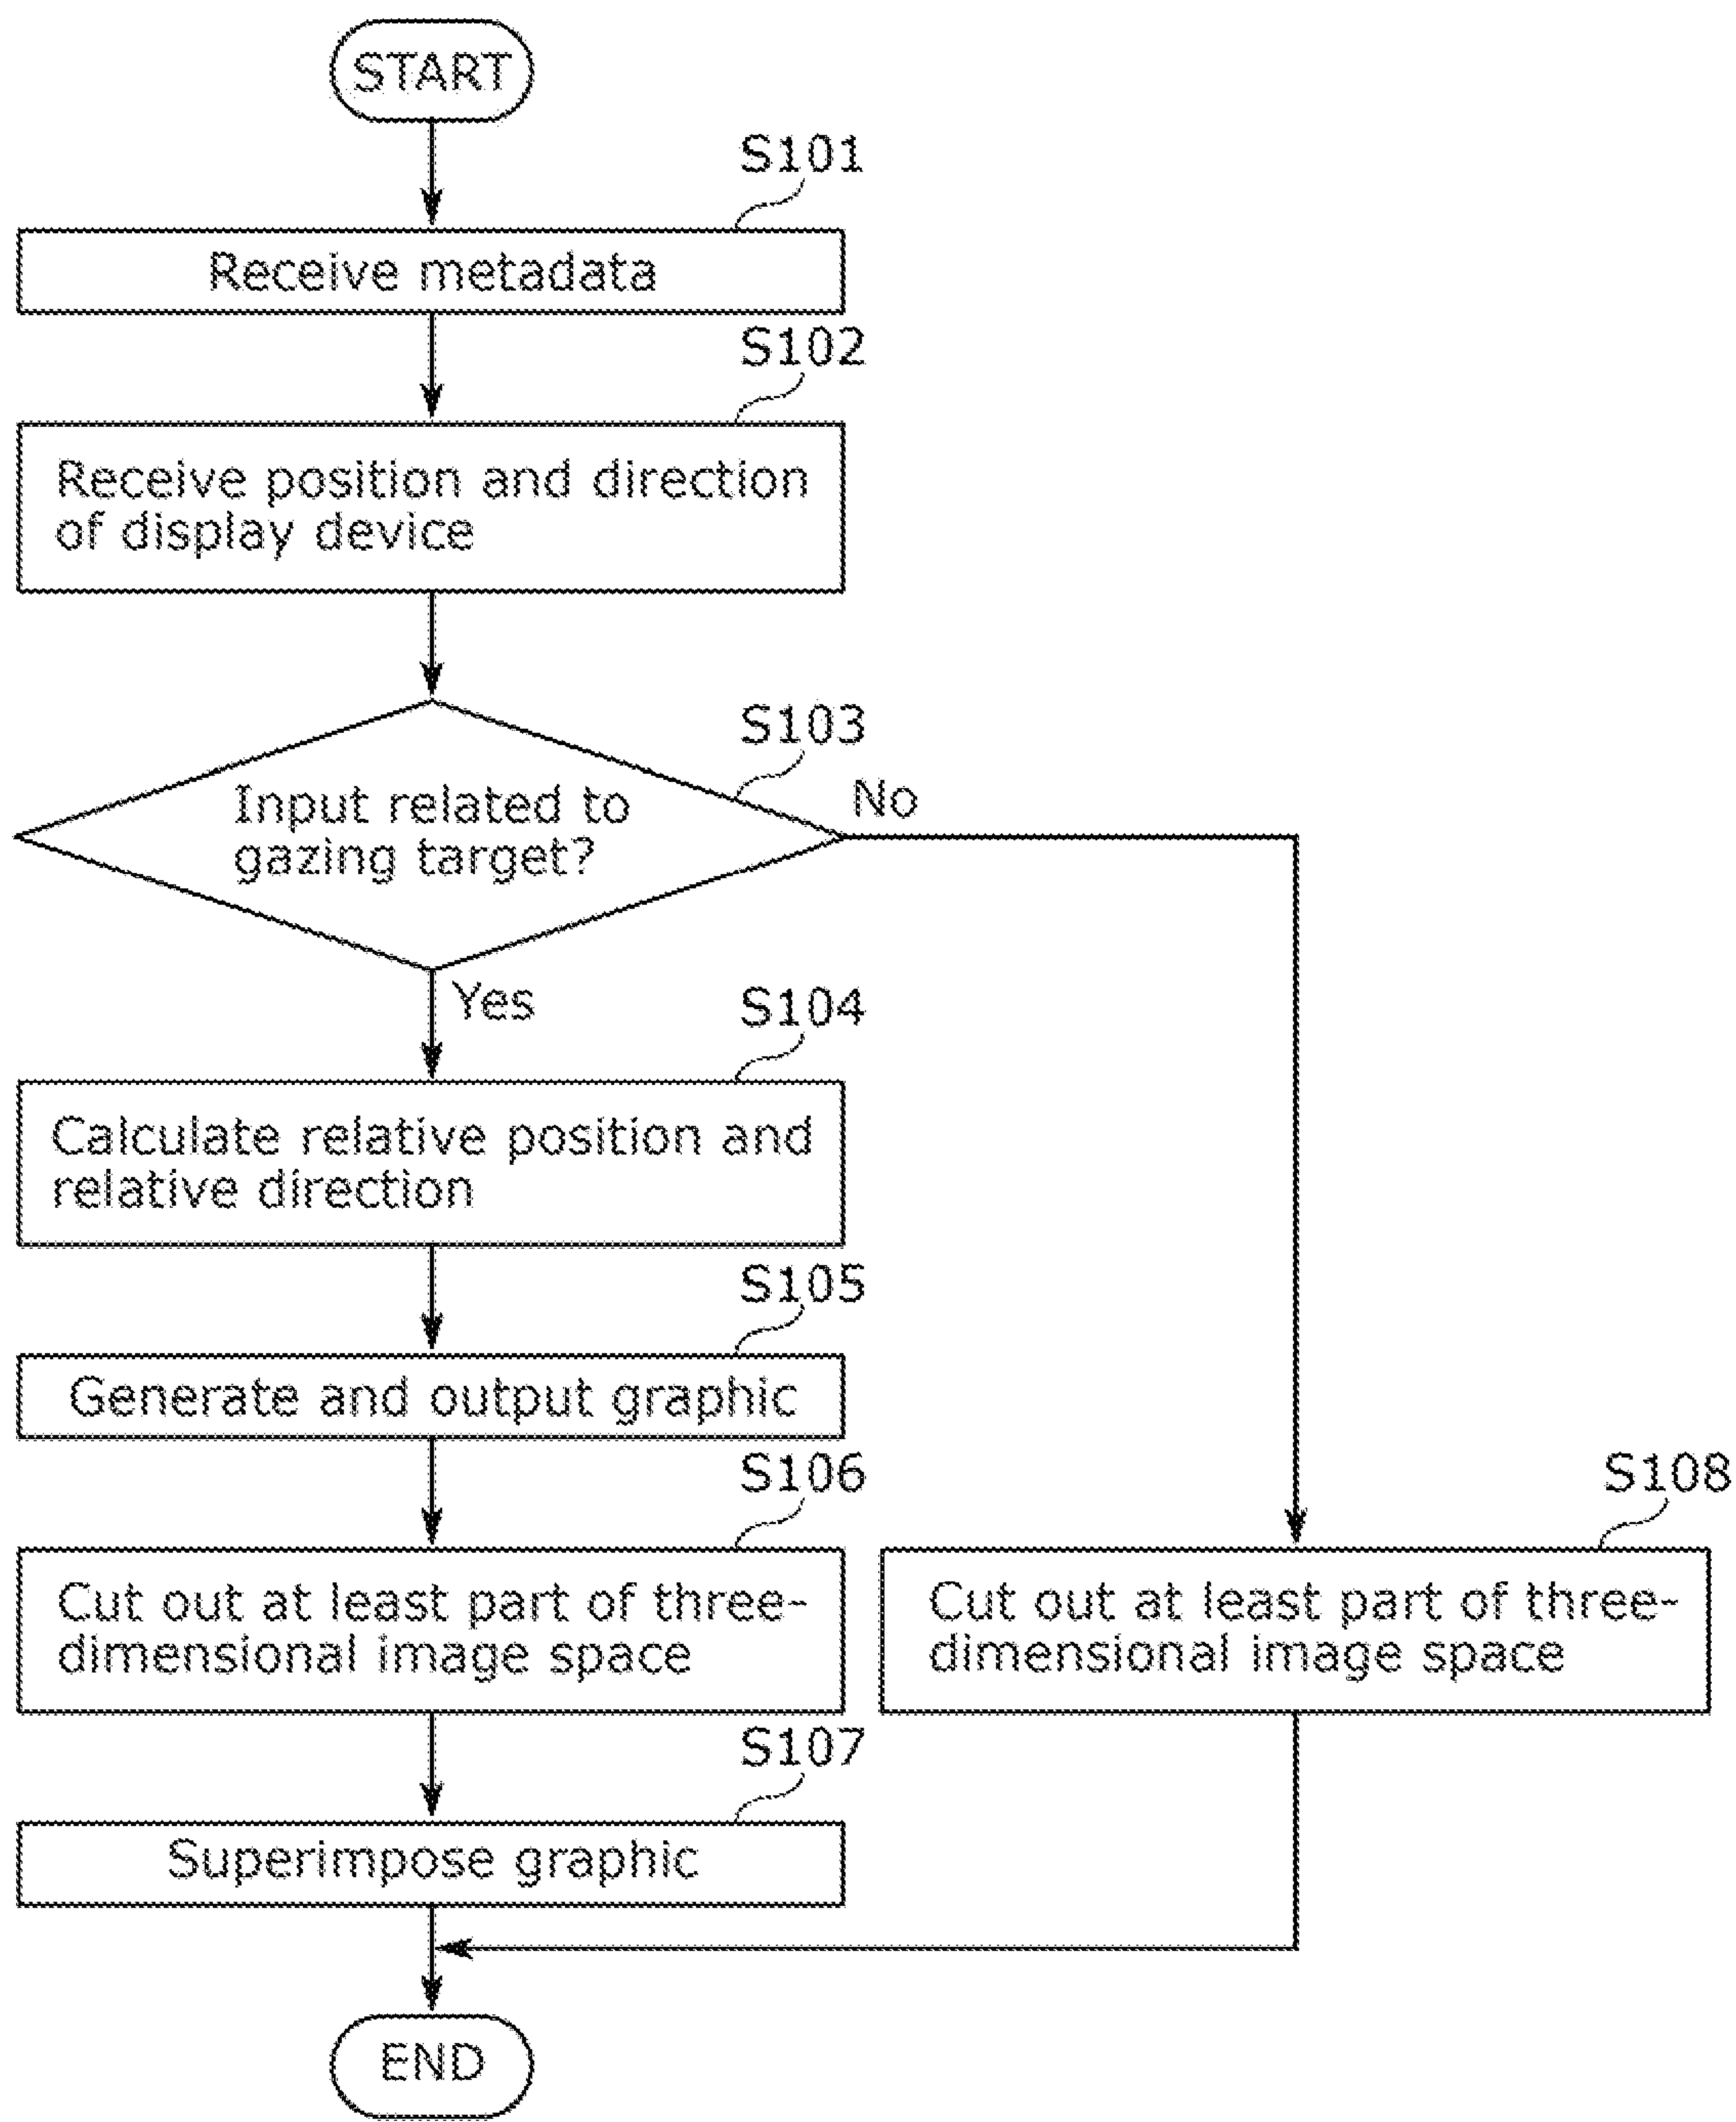 START
S101
Receive metadata
S102
Receive position and direction
of display device
S103
Input related to
gazing target?
No
Yes
S104
Calculate relative position and
relative direction
S105
Generate and output graphic
S106
Cut out at least part of three-
dimensional image space
S108
Cut out at least part of three-
dimensional image space
S107
Superimpose graphic
END